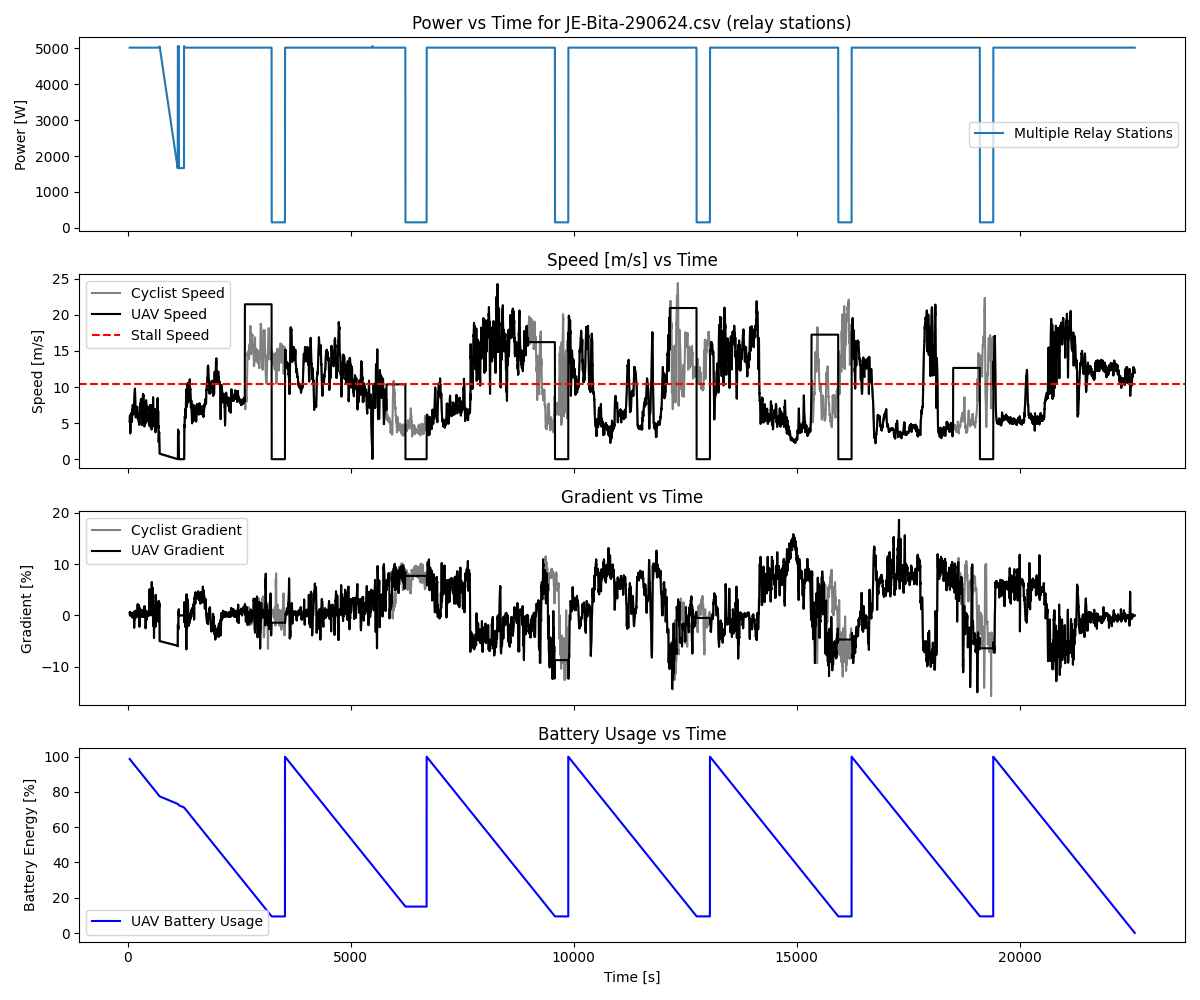 Power vs Time for JE-Bita-290624.csv (relay stations)
5000
4000
3000
2000
1000
0
Power [W]
Multiple Relay Stations
Speed [m/s] vs Time
25
20
15
10
5
0
Speed [m/s]
Cyclist Speed
UAV Speed
Stall Speed
Gradient vs Time
20
10
0
−10
Gradient [%]
Cyclist Gradient
UAV Gradient
Battery Usage vs Time
100
80
60
40
20
0
Battery Energy [%]
UAV Battery Usage
0 5000 10000 15000 20000
Time [s]